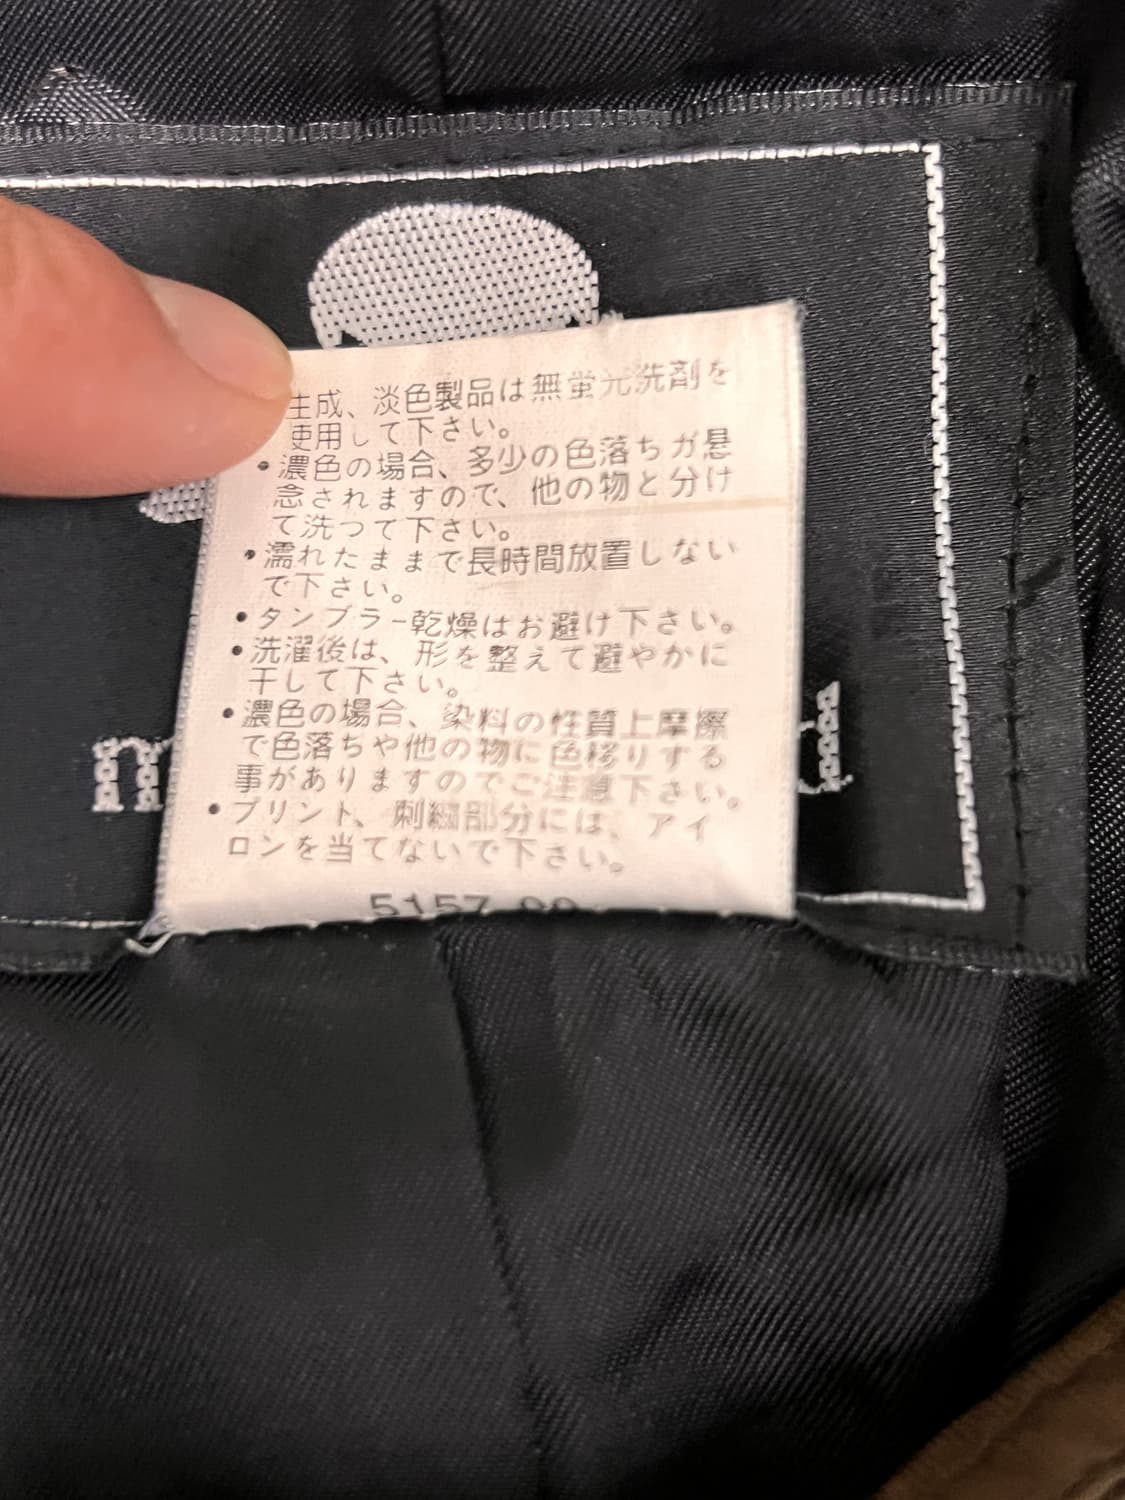 生成、淡色製品は無蛍光洗剤を
使用して下さい。
・濃色の場合、多少の色落ちが懸
念されますので、他の物と分け
て洗つて下さい。
・濡れたままで長時間放置しない
で下さい。
・タンブラー乾燥はお避け下さい。
・洗濯後は、形を整えて避やかに
干して下さい。
・濃色の場合、染料の性質上摩擦
で色落ちや他の物に色移りする
事がありますのでご注意下さい。
・プリント、刺繍部分には、アイ
ロンを当てないで下さい。
5157